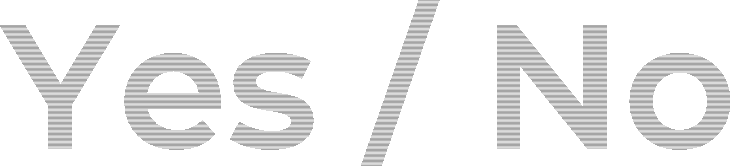 Yes / No